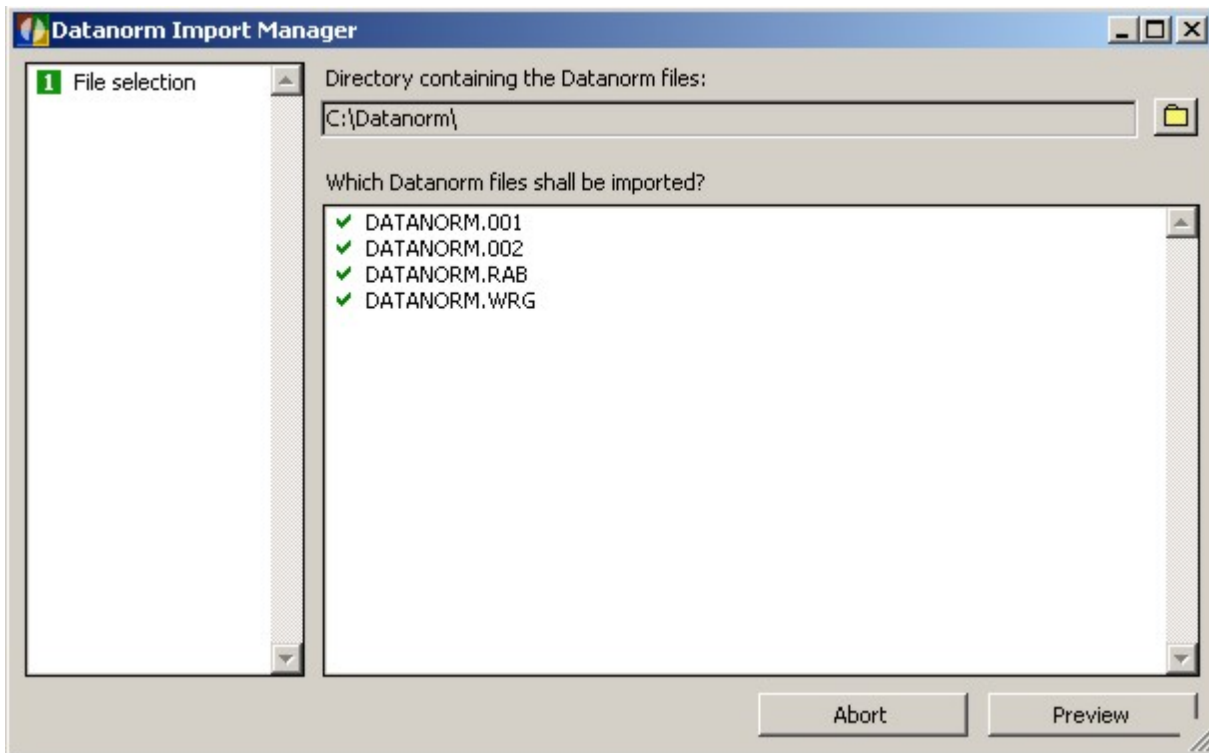 Datanorm Import Manager
1 File selection
Directory containing the Datanorm files:
C:\Datanorm\
Which Datanorm files shall be imported?
DATANORM.001
DATANORM.002
DATANORM.RAB
DATANORM.WRG
Abort Preview